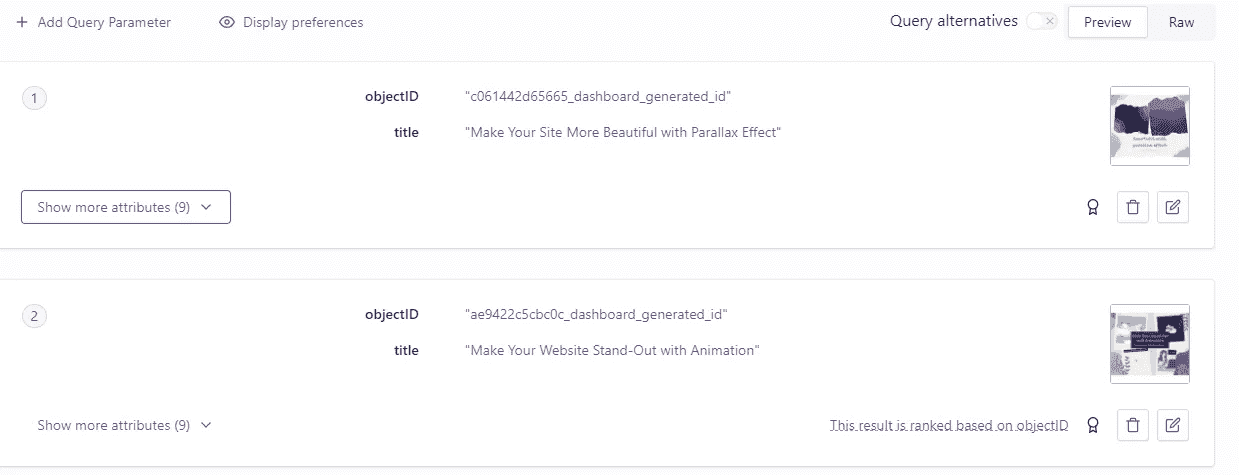 Add Query Parameter Display preferences Query alternatives Preview Raw
1 objectID "c061442d65665_dashboard_generated_id"
title "Make Your Site More Beautiful with Parallax Effect"
Show more attributes (9)
2 objectID "ae9422c5cbc0c_dashboard_generated_id"
title "Make Your Website Stand-Out with Animation"
Show more attributes (9) This result is ranked based on objectID